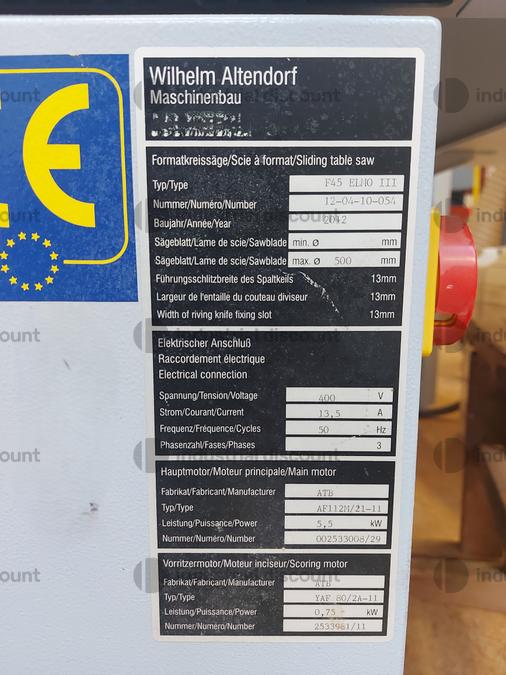 Wilhelm Altendorf
Maschinenbau
Formatkreissäge/Scie à format/Sliding table saw
Typ/Type F45 ELMO III
Nummer/Numéro/Number 12-04-10-054
Baujahr/Année/Year 2012
Sägeblatt/Lame de scie/Sawblade min. ø mm
Sägeblatt/Lame de scie/Sawblade max. ø 500 mm
Führungsschlitzbreite des Spaltkeils 13mm
Largeur de l'entaille du couteau diviseur 13mm
Width of riving knife fixing slot 13mm
Elektrischer Anschluß
Raccordement électrique
Electrical connection
Spannung/Tension/Voltage 400 V
Strom/Courant/Current 13,5 A
Frequenz/Fréquence/Cycles 50 Hz
Phasenzahl/Fases/Phases 3
Hauptmotor/Moteur principale/Main motor
Fabrikat/Fabricant/Manufacturer ATB
Typ/Type AF112M/21-11
Leistung/Puissance/Power 5,5 kW
Nummer/Numéro/Number 002533008/29
Vorritzermotor/Moteur inciseur/Scoring motor
Fabrikat/Fabricant/Manufacturer ATB
Typ/Type YAF 80/2A-11
Leistung/Puissance/Power 0,75 kW
Nummer/Numéro/Number 2533981/11
CE
industrial discount